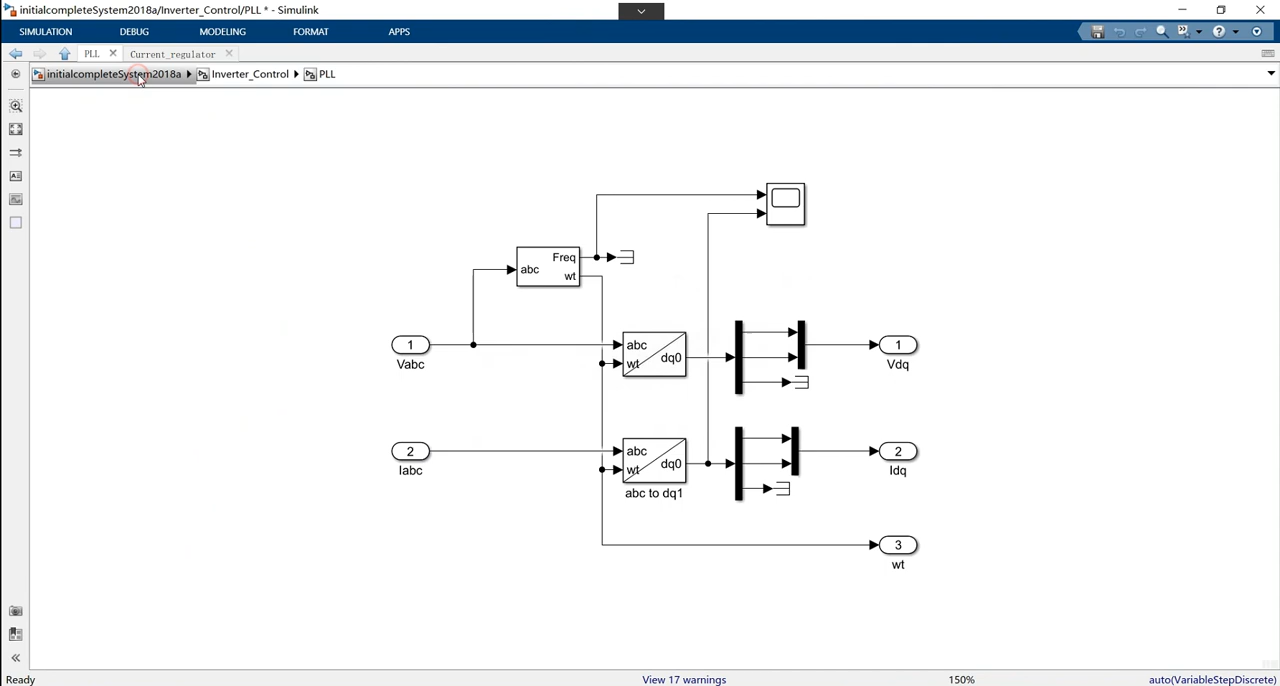 initialcompleteSystem2018a/Inverter_Control/PLL * - Simulink
SIMULATION DEBUG MODELING FORMAT APPS
PLL Current_regulator
initialcompleteSystem2018a Inverter_Control PLL
Freq
abc
wt
1
abc
dq0
1
Vabc
wt
Vdq
2
abc
dq0
2
Iabc
wt
Idq
abc to dq1
3
wt
Ready View 17 warnings 150% auto(VariableStepDiscrete)